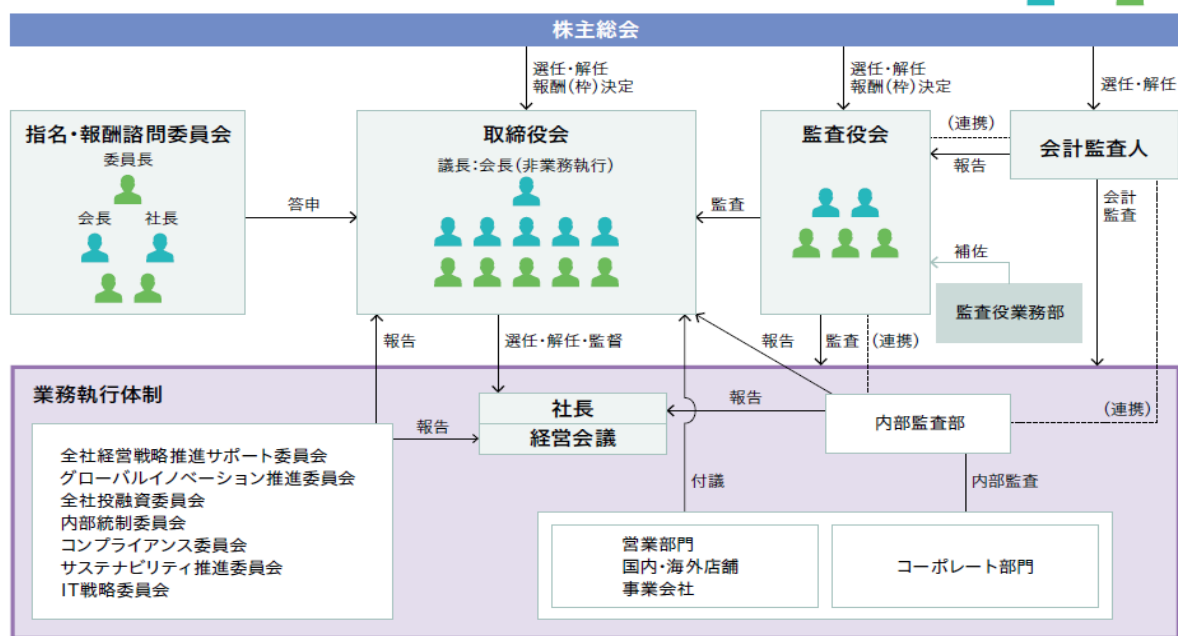 株主総会
選任・解任
報酬(枠)決定
選任・解任
報酬(枠)決定
選任・解任
指名・報酬諮問委員会
委員長
会長
社長
答申
取締役会
議長:会長(非業務執行)
監査
監査役会
(連携)
報告
会計監査人
会計
監査
補佐
監査役業務部
報告
選任・解任・監督
報告
監査
(連携)
業務執行体制
社長
経営会議
報告
報告
内部監査部
(連携)
全社経営戦略推進サポート委員会
グローバルイノベーション推進委員会
全社投融資委員会
内部統制委員会
コンプライアンス委員会
サステナビリティ推進委員会
IT戦略委員会
付議
内部監査
営業部門
国内・海外店舗
事業会社
コーポレート部門